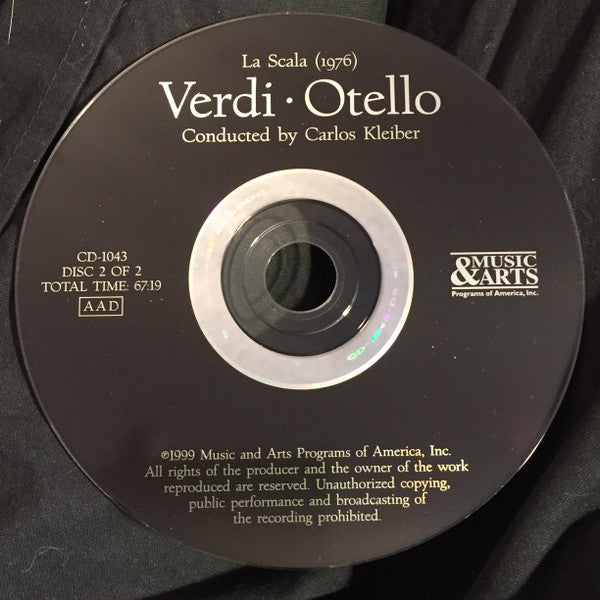 La Scala (1976)
Verdi · Otello
Conducted by Carlos Kleiber
CD-1043
DISC 2 OF 2
TOTAL TIME: 67:19
AAD
MUSIC
&ARTS
Programs of America, Inc.
℗1999 Music and Arts Programs of America, Inc.
All rights of the producer and the owner of the work
reproduced are reserved. Unauthorized copying,
public performance and broadcasting of
the recording prohibited.